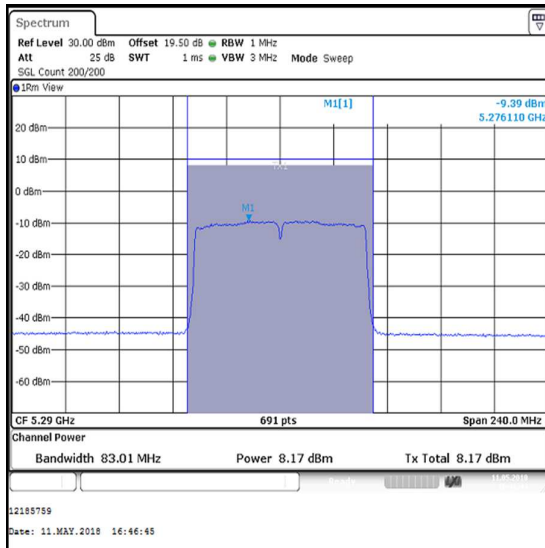 Spectrum
Ref Level 30.00 dBm Offset 19.50 dB RBW 1 MHz
Att 25 dB SWT 1 ms VBW 3 MHz Mode Sweep
SGL Count 200/200
1Rm View
M1[1] -9.39 dBm
5.276110 GHz
20 dBm
10 dBm
0 dBm
M1
-10 dBm
-20 dBm
-30 dBm
-40 dBm
-50 dBm
-60 dBm
CF 5.29 GHz 691 pts Span 240.0 MHz
Channel Power
Bandwidth 83.01 MHz Power 8.17 dBm Tx Total 8.17 dBm
Ready 11.05.2018
12185759
Date: 11.MAY.2018 16:46:45